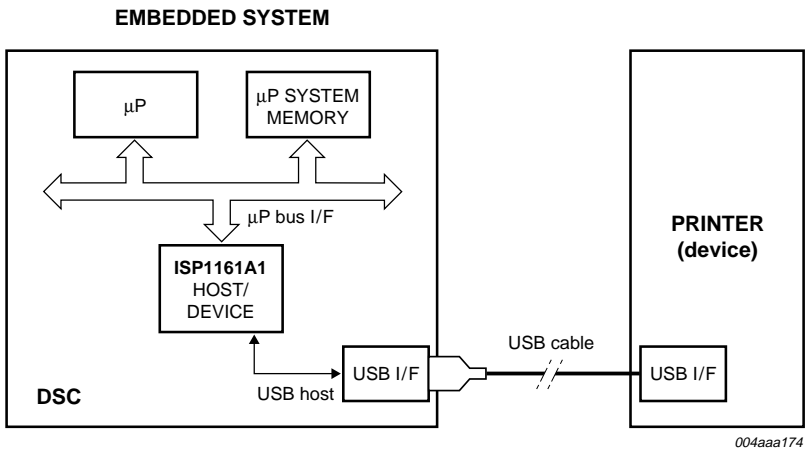 EMBEDDED SYSTEM
μP
μP SYSTEM
MEMORY
μP bus I/F
ISP1161A1
HOST/
DEVICE
USB host
USB I/F
DSC
USB cable
PRINTER
(device)
USB I/F
004aaa174